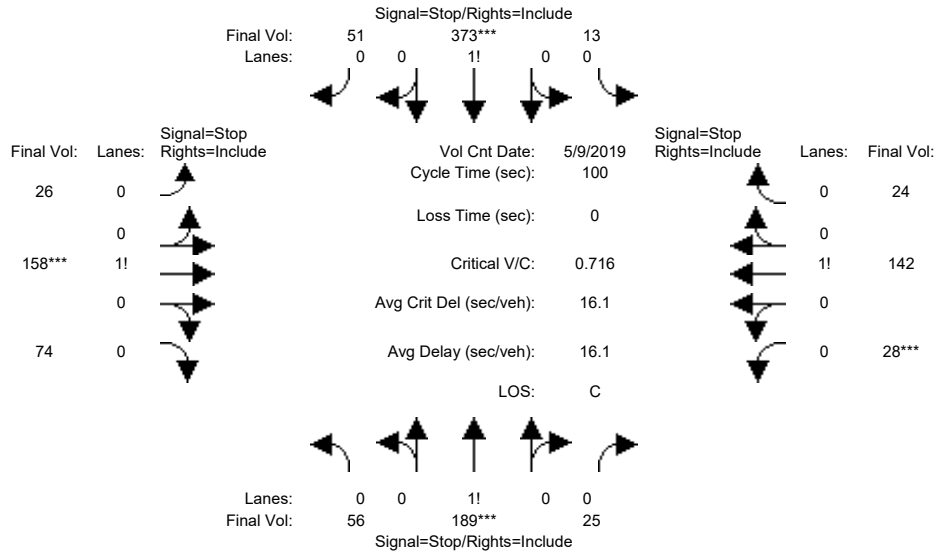 Signal=Stop/Rights=Include
Final Vol: 51 373*** 13
Lanes: 0 0 1! 0 0
Signal=Stop Signal=Stop
Final Vol: Lanes: Rights=Include Vol Cnt Date: 5/9/2019 Rights=Include Lanes: Final Vol:
Cycle Time (sec): 100
26 0 0 24
Loss Time (sec): 0
0 0
158*** 1! Critical V/C: 0.716 1! 142
0 Avg Crit Del (sec/veh): 16.1 0
74 0 Avg Delay (sec/veh): 16.1 0 28***
LOS: C
Lanes: 0 0 1! 0 0
Final Vol: 56 189*** 25
Signal=Stop/Rights=Include